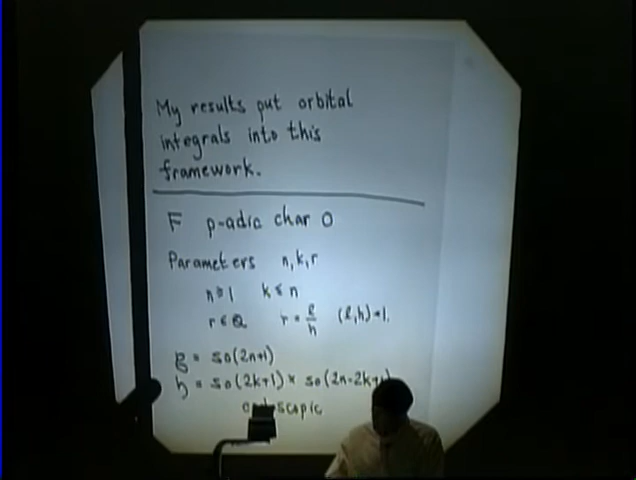 My results put orbital
integrals into this
framework.
F p-adic char 0
Parameters n,k,r
n≥1 k≤n
r∈ℚ r = ℓ/h (ℓ,h)=1.
𝔤 = so(2n+1)
𝔥 = so(2k+1) × so(2n-2k+1)
endoscopic